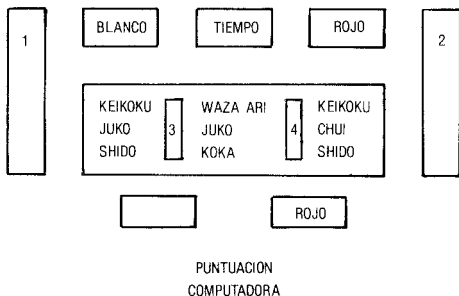 1 BLANCO TIEMPO ROJO 2
KEIKOKU WAZA ARI KEIKOKU
JUKO 3 JUKO 4 CHUI
SHIDO KOKA SHIDO
ROJO
PUNTUACION
COMPUTADORA